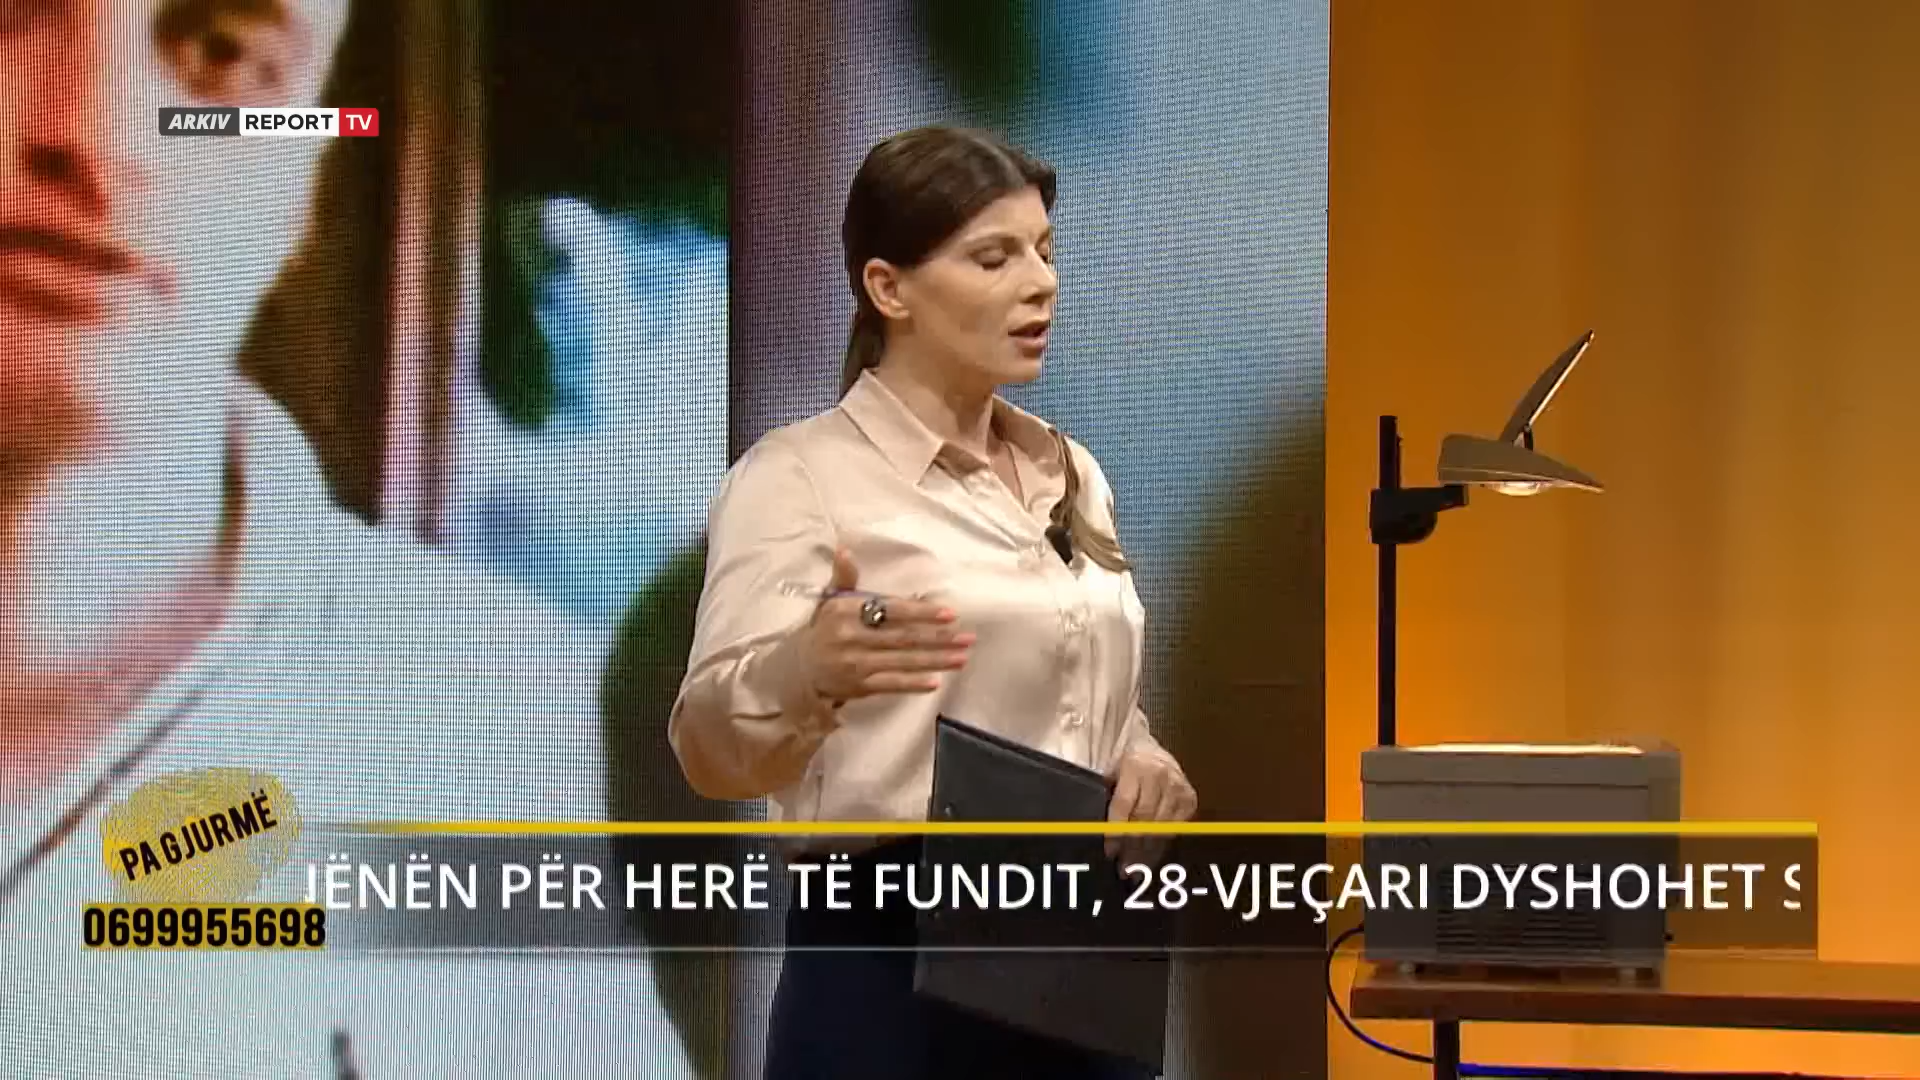 ARKIV REPORT TV
PA GJURMË
0699955698
JËNËN PËR HERË TË FUNDIT, 28-VJEÇARI DYSHOHET